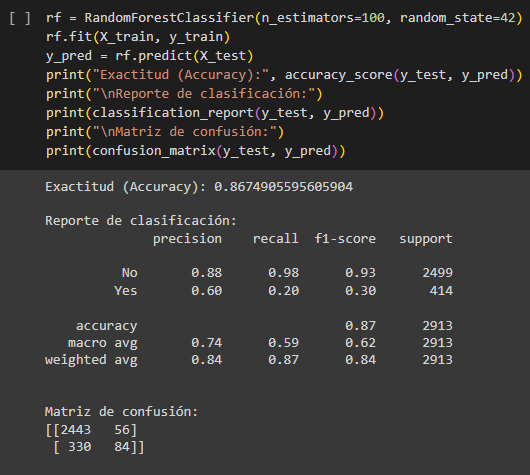 [ ] rf = RandomForestClassifier(n_estimators=100, random_state=42)
rf.fit(X_train, y_train)
y_pred = rf.predict(X_test)
print("Exactitud (Accuracy):", accuracy_score(y_test, y_pred))
print("\nReporte de clasificación:")
print(classification_report(y_test, y_pred))
print("\nMatriz de confusión:")
print(confusion_matrix(y_test, y_pred))
Exactitud (Accuracy): 0.8674905595605904
Reporte de clasificación:
precision recall f1-score support
No 0.88 0.98 0.93 2499
Yes 0.60 0.20 0.30 414
accuracy 0.87 2913
macro avg 0.74 0.59 0.62 2913
weighted avg 0.84 0.87 0.84 2913
Matriz de confusión:
[[2443 56]
[ 330 84]]